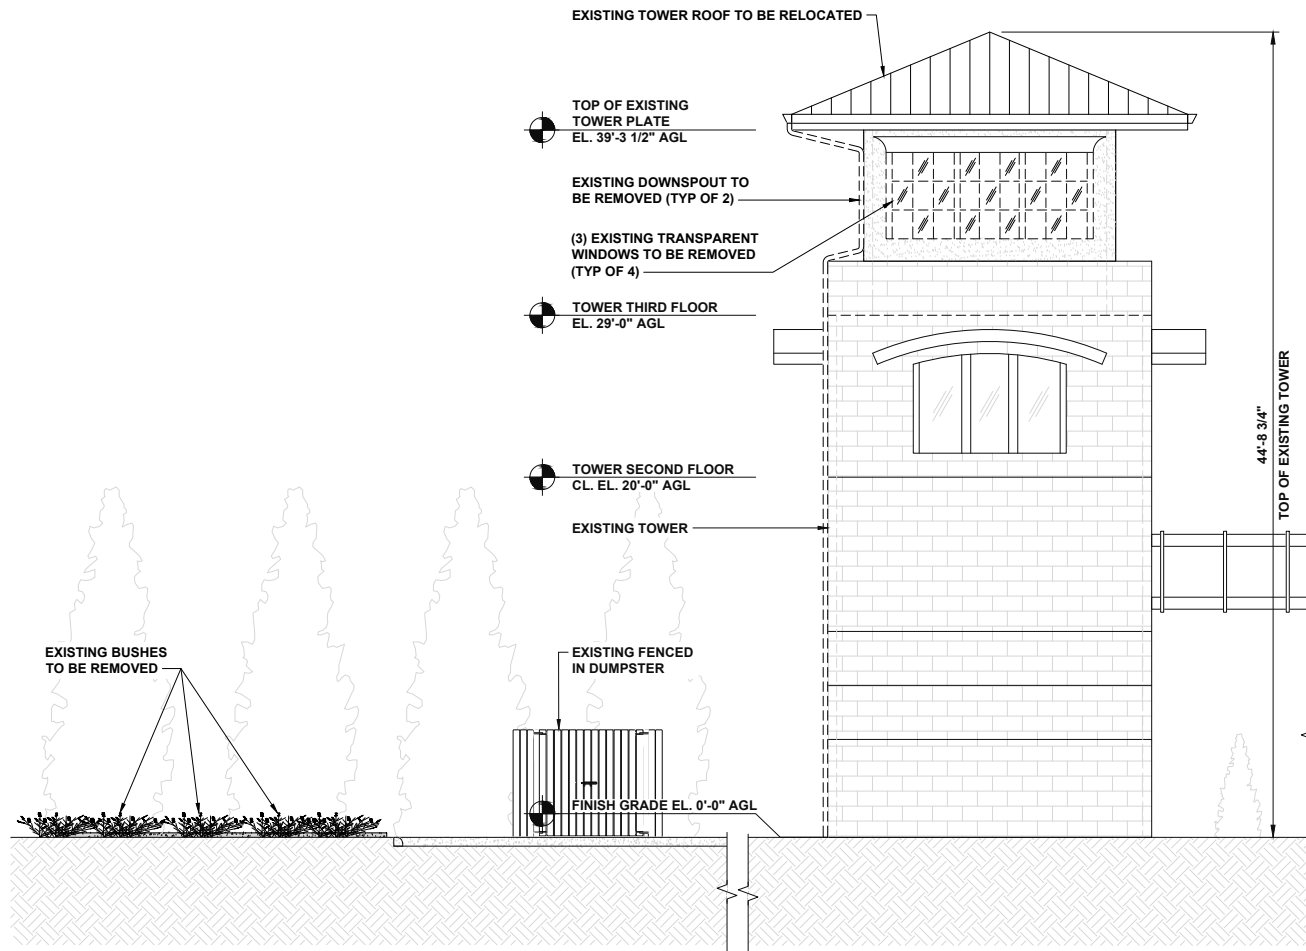 EXISTING TOWER ROOF TO BE RELOCATED
TOP OF EXISTING
TOWER PLATE
EL. 39'-3 1/2" AGL
EXISTING DOWNSPOUT TO
BE REMOVED (TYP OF 2)
(3) EXISTING TRANSPARENT
WINDOWS TO BE REMOVED
(TYP OF 4)
TOWER THIRD FLOOR
EL. 29'-0" AGL
44'-8 3/4"
TOP OF EXISTING TOWER
TOWER SECOND FLOOR
CL. EL. 20'-0" AGL
EXISTING TOWER
EXISTING BUSHES
TO BE REMOVED
EXISTING FENCED
IN DUMPSTER
FINISH GRADE EL. 0'-0" AGL